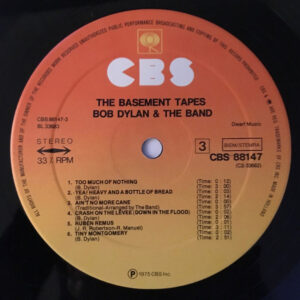 CBS
THE BASEMENT TAPES
BOB DYLAN & THE BAND
CBS 88147-3
BL 33683
Dwarf Music
STEREO
33⅓ RPM
3
BIEM/STEMRA
CBS 88147
1. TOO MUCH OF NOTHING
(B. Dylan)
2. YEA! HEAVY AND A BOTTLE OF BREAD
(B. Dylan)
3. AIN'T NO MORE CANE
(Traditional-Arranged by The Band)
4. CRASH ON THE LEVEE (DOWN IN THE FLOOD)
(B. Dylan)
5. RUBEN REMUS
(J. R. Robertson-R. Manuel)
6. TINY MONTGOMERY
(B. Dylan)
℗ 1975 CBS Inc.